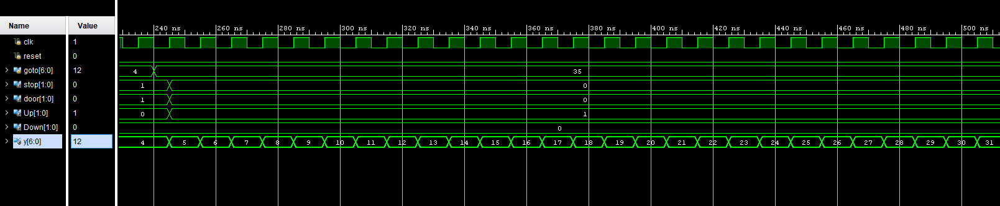 Name Value
240 ns 260 ns 280 ns 300 ns 320 ns 340 ns 360 ns 380 ns 400 ns 420 ns 440 ns 460 ns 480 ns 500 ns
clk 1
reset 0
goto[6:0] 12 4 35
stop[1:0] 0 1 0
door[1:0] 0 1 0
Up[1:0] 1 0 1
Down[1:0] 0 0
y[6:0] 12 4 5 6 7 8 9 10 11 12 13 14 15 16 17 18 19 20 21 22 23 24 25 26 27 28 29 30 31